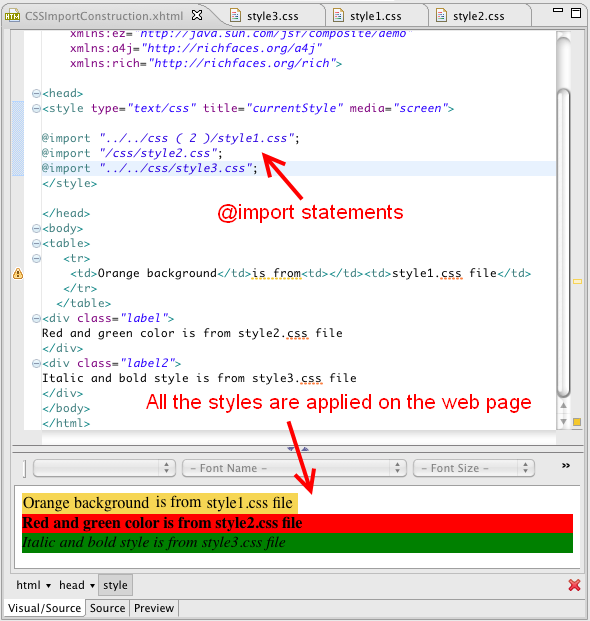 CSSImportConstruction.xhtml style3.css style1.css style2.css
xmlns:ez="http://java.sun.com/jsf/composite/demo"
xmlns:a4j="http://richfaces.org/a4j"
xmlns:rich="http://richfaces.org/rich">
<head>
<style type="text/css" title="currentStyle" media="screen">
@import "../../css ( 2 )/style1.css";
@import "/css/style2.css";
@import "../../css/style3.css";
</style>
@import statements
</head>
<body>
<table>
<tr>
<td>Orange background</td>is from<td></td><td>style1.css file</td>
</tr>
</table>
<div class="label">
Red and green color is from style2.css file
</div>
<div class="label2">
Italic and bold style is from style3.css file
</div>
All the styles are applied on the web page
</body>
</html>
- Font Name - - Font Size - »
Orange background is from style1.css file
Red and green color is from style2.css file
Italic and bold style is from style3.css file
html head style
Visual/Source Source Preview